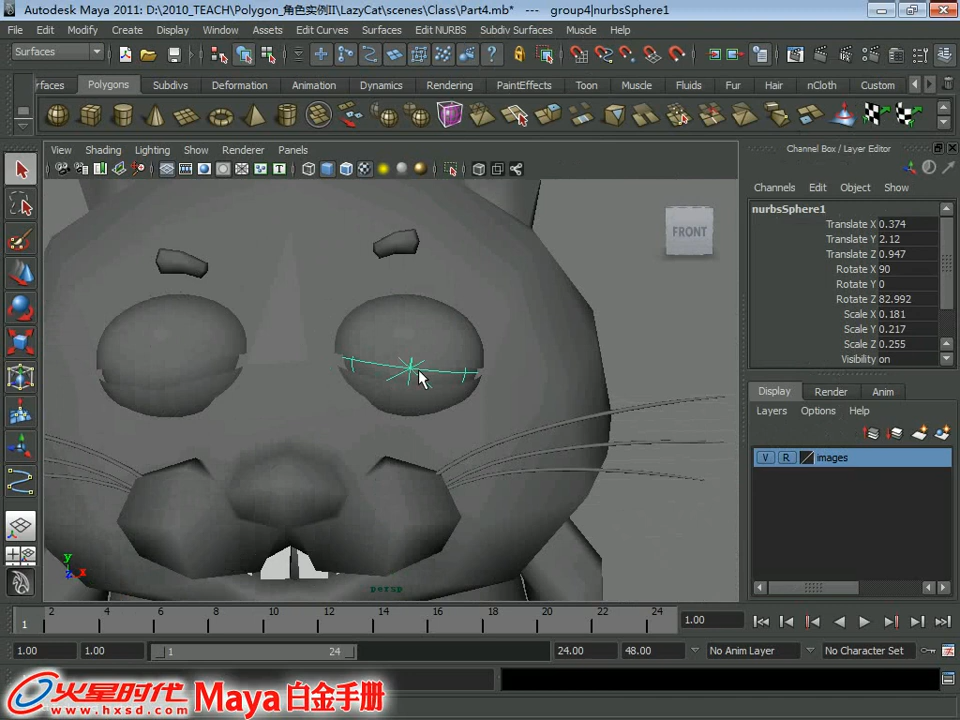 Autodesk Maya 2011: D:\2010_TEACH\Polygon_角色实例II\LazyCat\scenes\Class\Part4.mb* --- group4|nurbsSphere1
File Edit Modify Create Display Window Assets Edit Curves Surfaces Edit NURBS Subdiv Surfaces Muscle Help
Surfaces
rfaces Polygons Subdivs Deformation Animation Dynamics Rendering PaintEffects Toon Muscle Fluids Fur Hair nCloth Custom
View Shading Lighting Show Renderer Panels
Channel Box / Layer Editor
Channels Edit Object Show
nurbsSphere1
Translate X 0.374
Translate Y 2.12
Translate Z 0.947
Rotate X 90
Rotate Y 0
Rotate Z 82.992
Scale X 0.181
Scale Y 0.217
Scale Z 0.255
Visibility on
FRONT
Display Render Anim
Layers Options Help
V R images
y
z x
persp
2 4 6 8 10 12 14 16 18 20 22 24
1 1.00
1.00 1.00 1 24 24.00 48.00 No Anim Layer No Character Set
火星时代
www.hxsd.com
Maya 白金手册